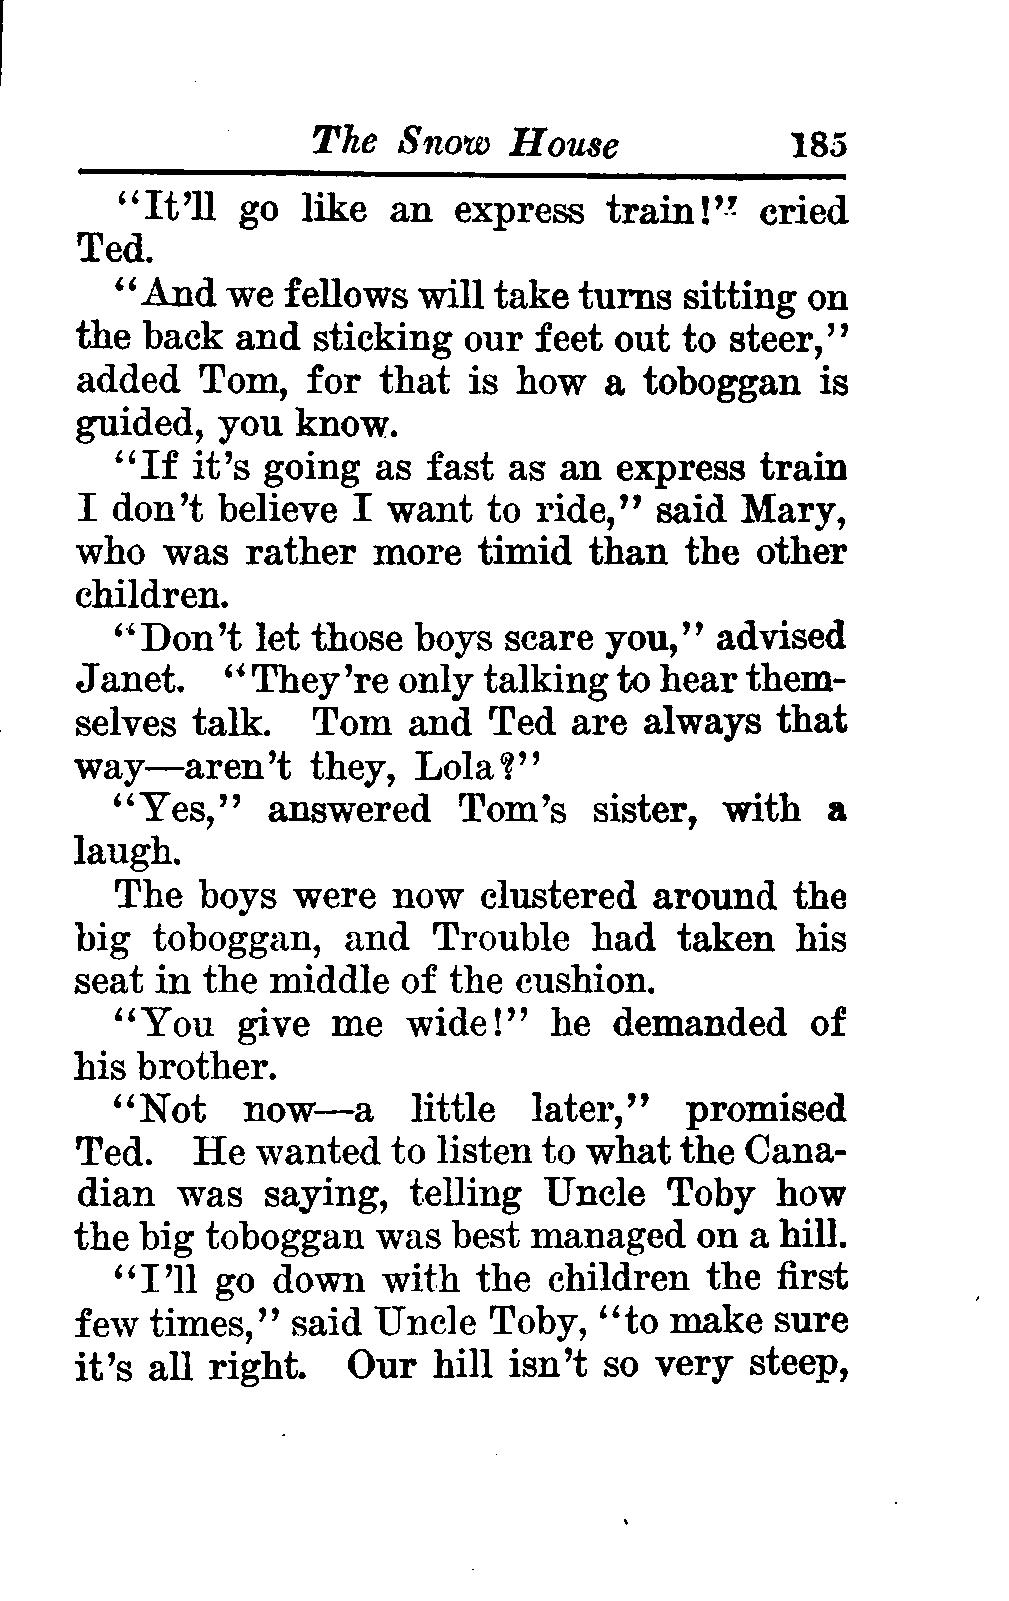 The Snow House 185
"It'll go like an express train!" cried
Ted.
"And we fellows will take turns sitting on
the back and sticking our feet out to steer,"
added Tom, for that is how a toboggan is
guided, you know.
"If it's going as fast as an express train
I don't believe I want to ride," said Mary,
who was rather more timid than the other
children.
"Don't let those boys scare you," advised
Janet. "They're only talking to hear them-
selves talk. Tom and Ted are always that
way—aren't they, Lola?"
"Yes," answered Tom's sister, with a
laugh.
The boys were now clustered around the
big toboggan, and Trouble had taken his
seat in the middle of the cushion.
"You give me wide!" he demanded of
his brother.
"Not now—a little later," promised
Ted. He wanted to listen to what the Cana-
dian was saying, telling Uncle Toby how
the big toboggan was best managed on a hill.
"I'll go down with the children the first
few times," said Uncle Toby, "to make sure
it's all right. Our hill isn't so very steep,